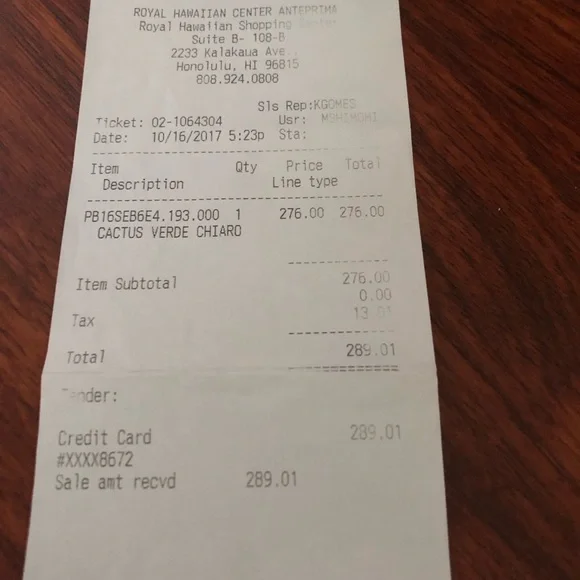 ROYAL HAWAIIAN CENTER ANTEPRIMA
Royal Hawaiian Shopping Center
Suite B- 108-B
2233 Kalakaua Ave.,
Honolulu, HI 96815
808.924.0808
Sls Rep:KGOMES
Ticket: 02-1064304 Usr:
Date: 10/16/2017 5:23p Sta:
Item Qty Price Total
Description Line type
PB16SEB6E4.193.000 1 276.00 276.00
CACTUS VERDE CHIARO
Item Subtotal 276.00
0.00
Tax 13.01
Total 289.01
Tender:
Credit Card 289.01
#XXXX8672
Sale amt recvd 289.01